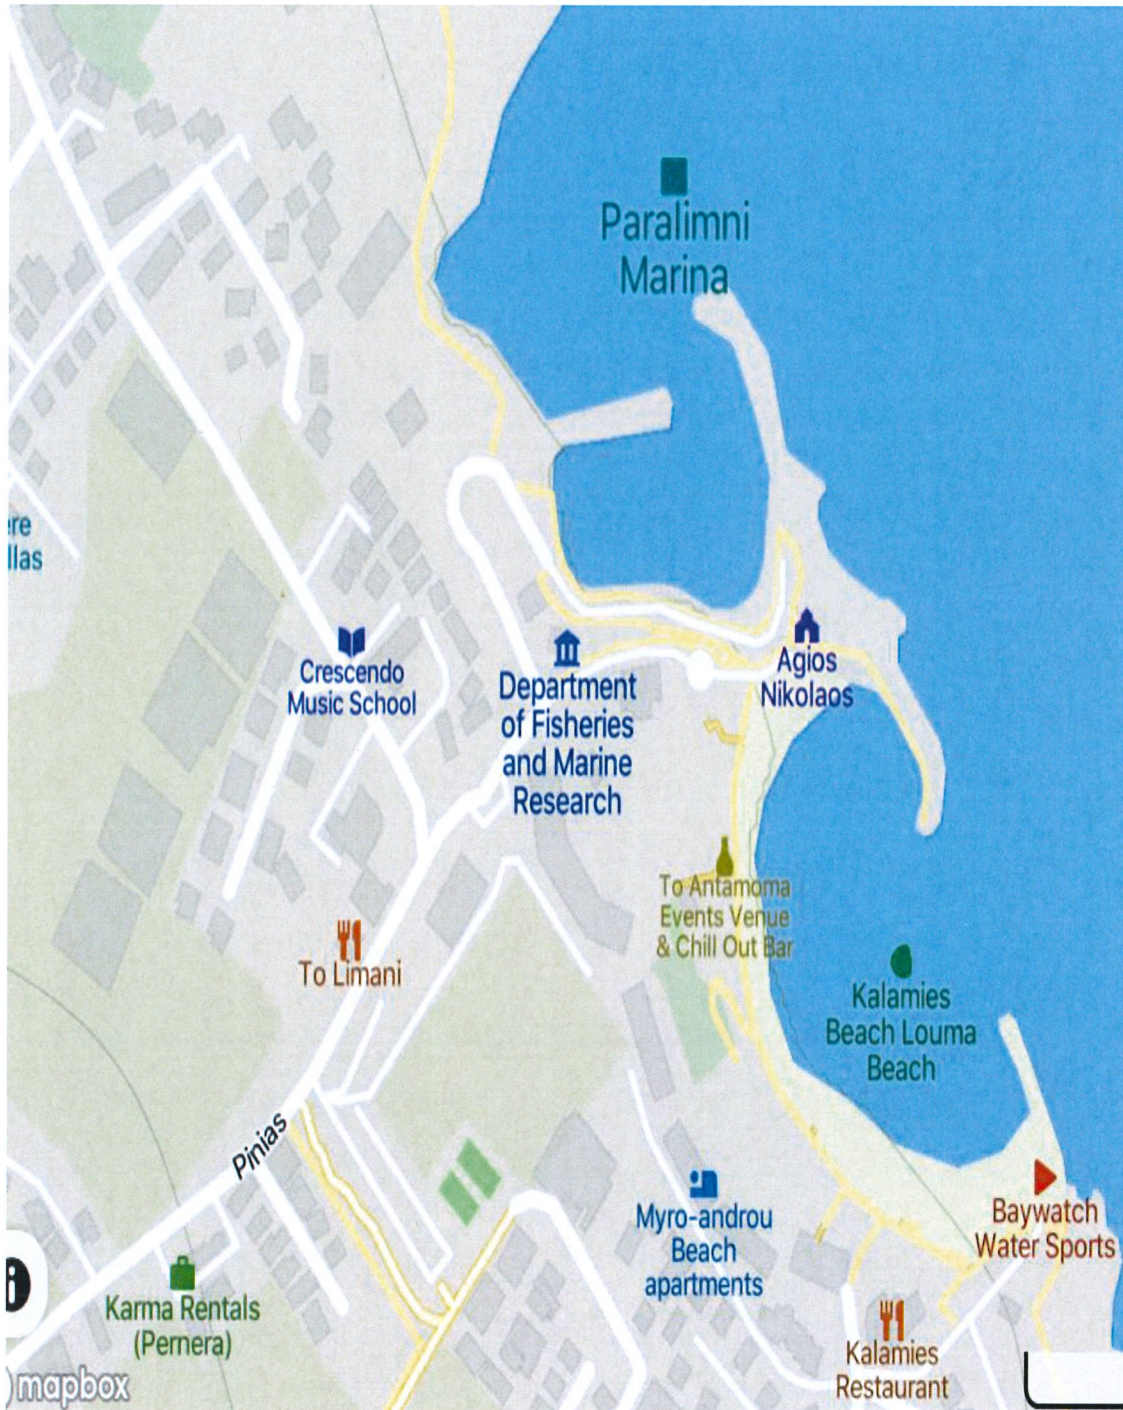 Paralimni
Marina
ere
llas
Crescendo
Music School
Department
of Fisheries
and Marine
Research
Agios
Nikolaos
To Antamoma
Events Venue
& Chill Out Bar
To Limani
Kalamies
Beach Louma
Beach
Pinias
Myro-androu
Beach
apartments
Baywatch
Water Sports
Karma Rentals
(Pernera)
Kalamies
Restaurant
i
mapbox